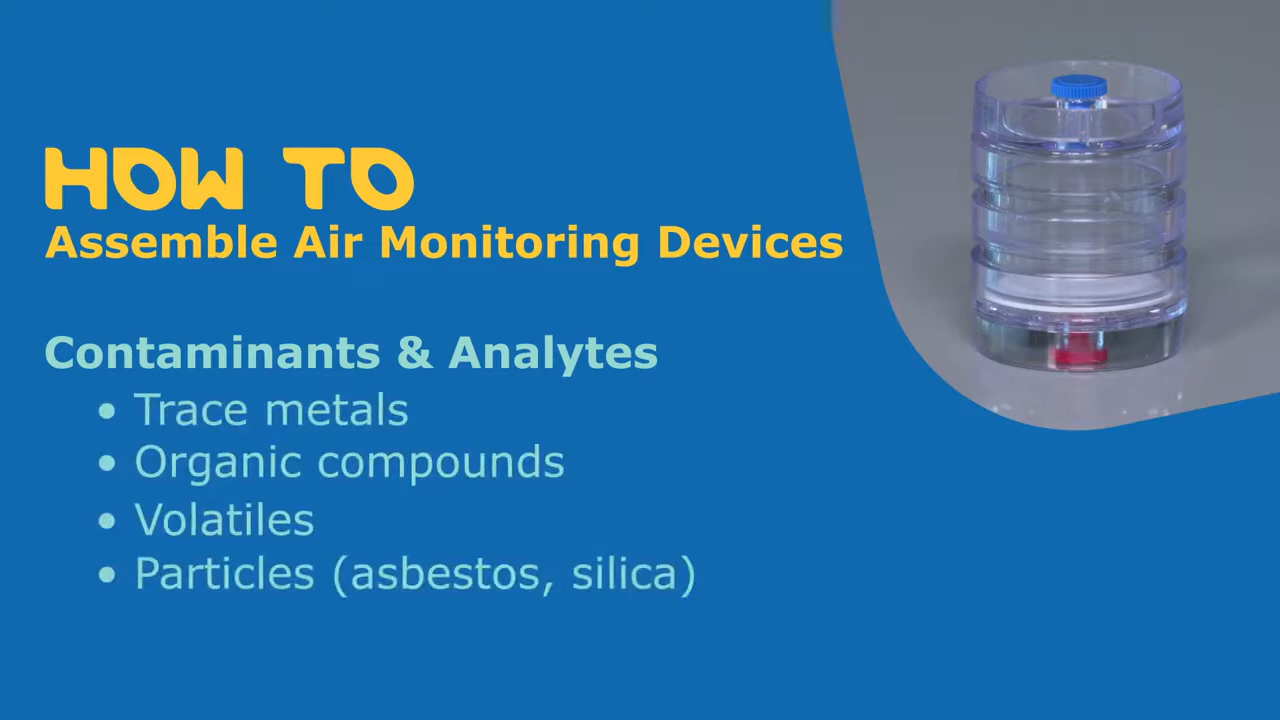 HOW TO
Assemble Air Monitoring Devices
Contaminants & Analytes
• Trace metals
• Organic compounds
• Volatiles
• Particles (asbestos, silica)